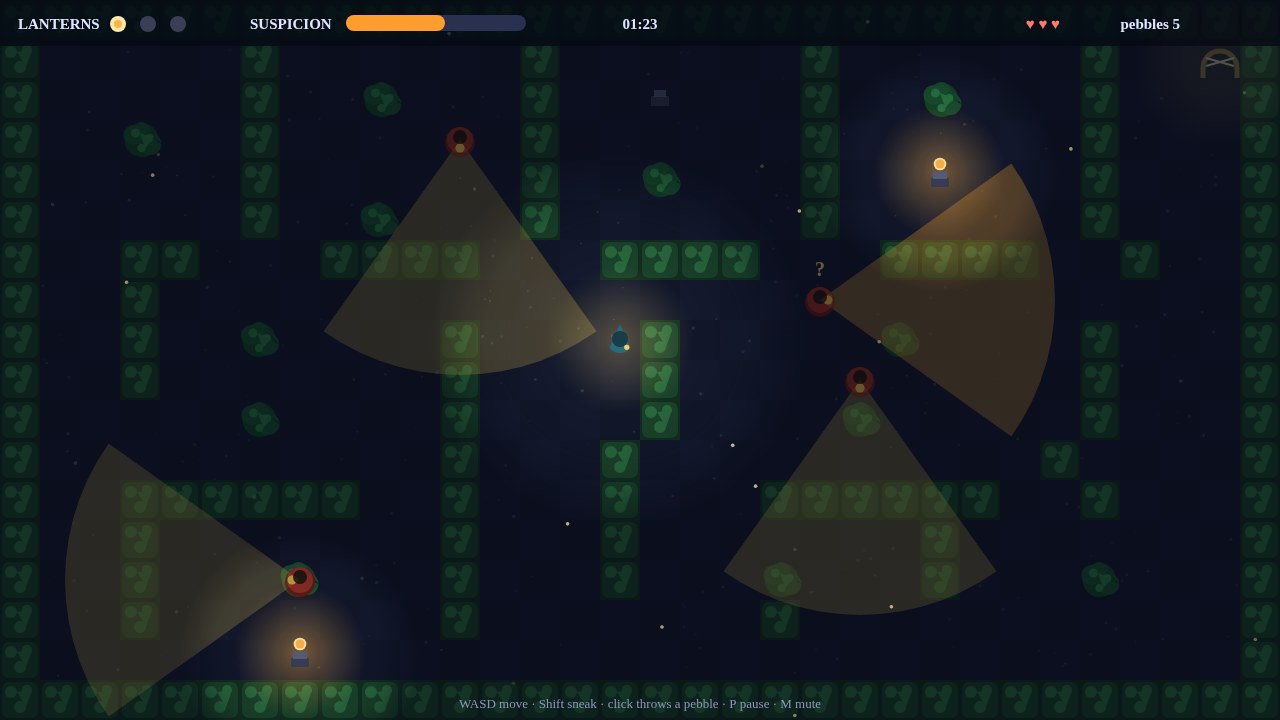 LANTERNS
SUSPICION
01:23
♥ ♥ ♥
pebbles 5
?
WASD move · Shift sneak · click throws a pebble · P pause · M mute